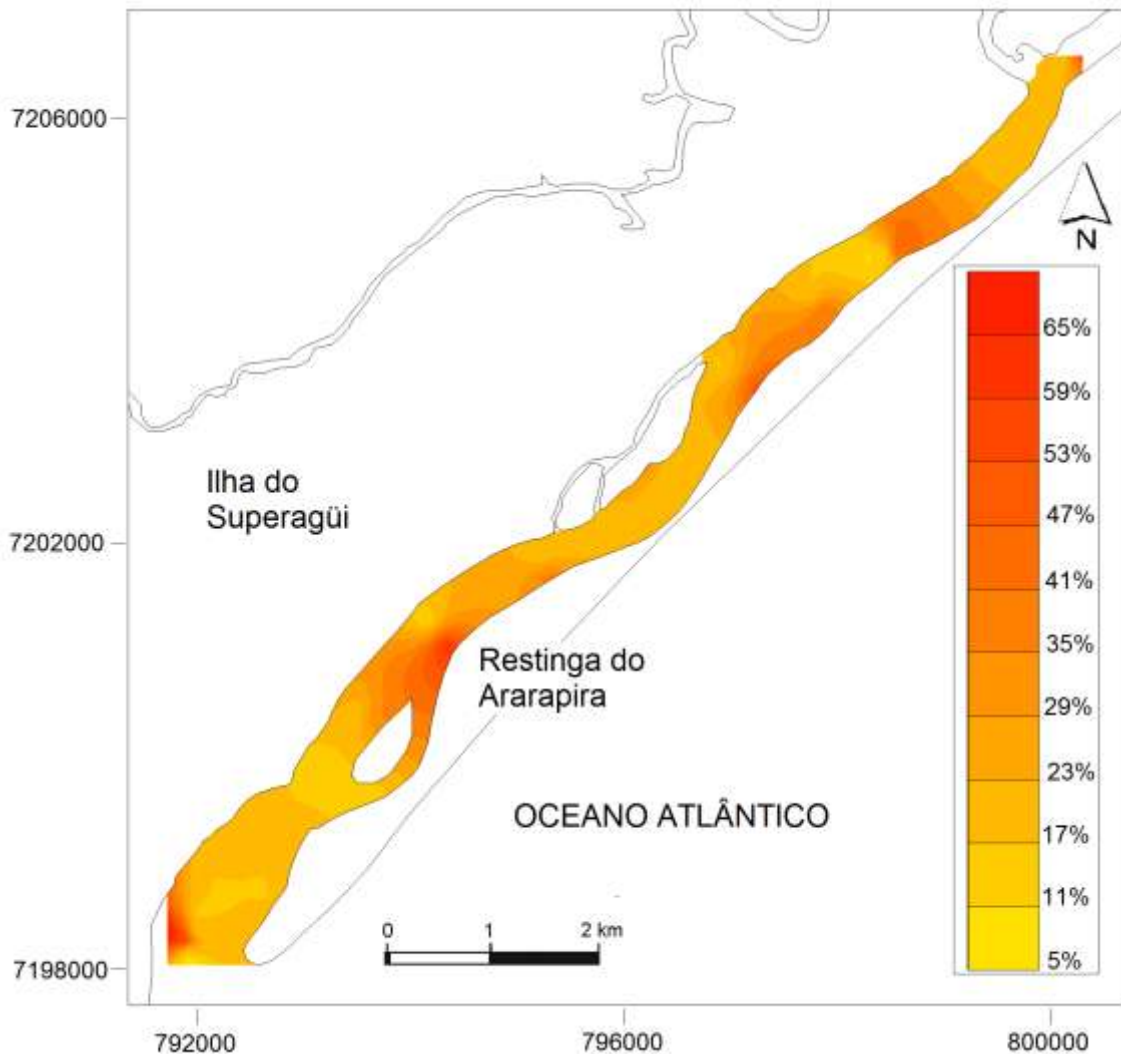 7206000
N
65%
59%
53%
47%
41%
35%
29%
23%
17%
11%
5%
Ilha do
Superagüi
7202000
Restinga do
Ararapira
OCEANO ATLÂNTICO
0 1 2 km
7198000
792000 796000 800000